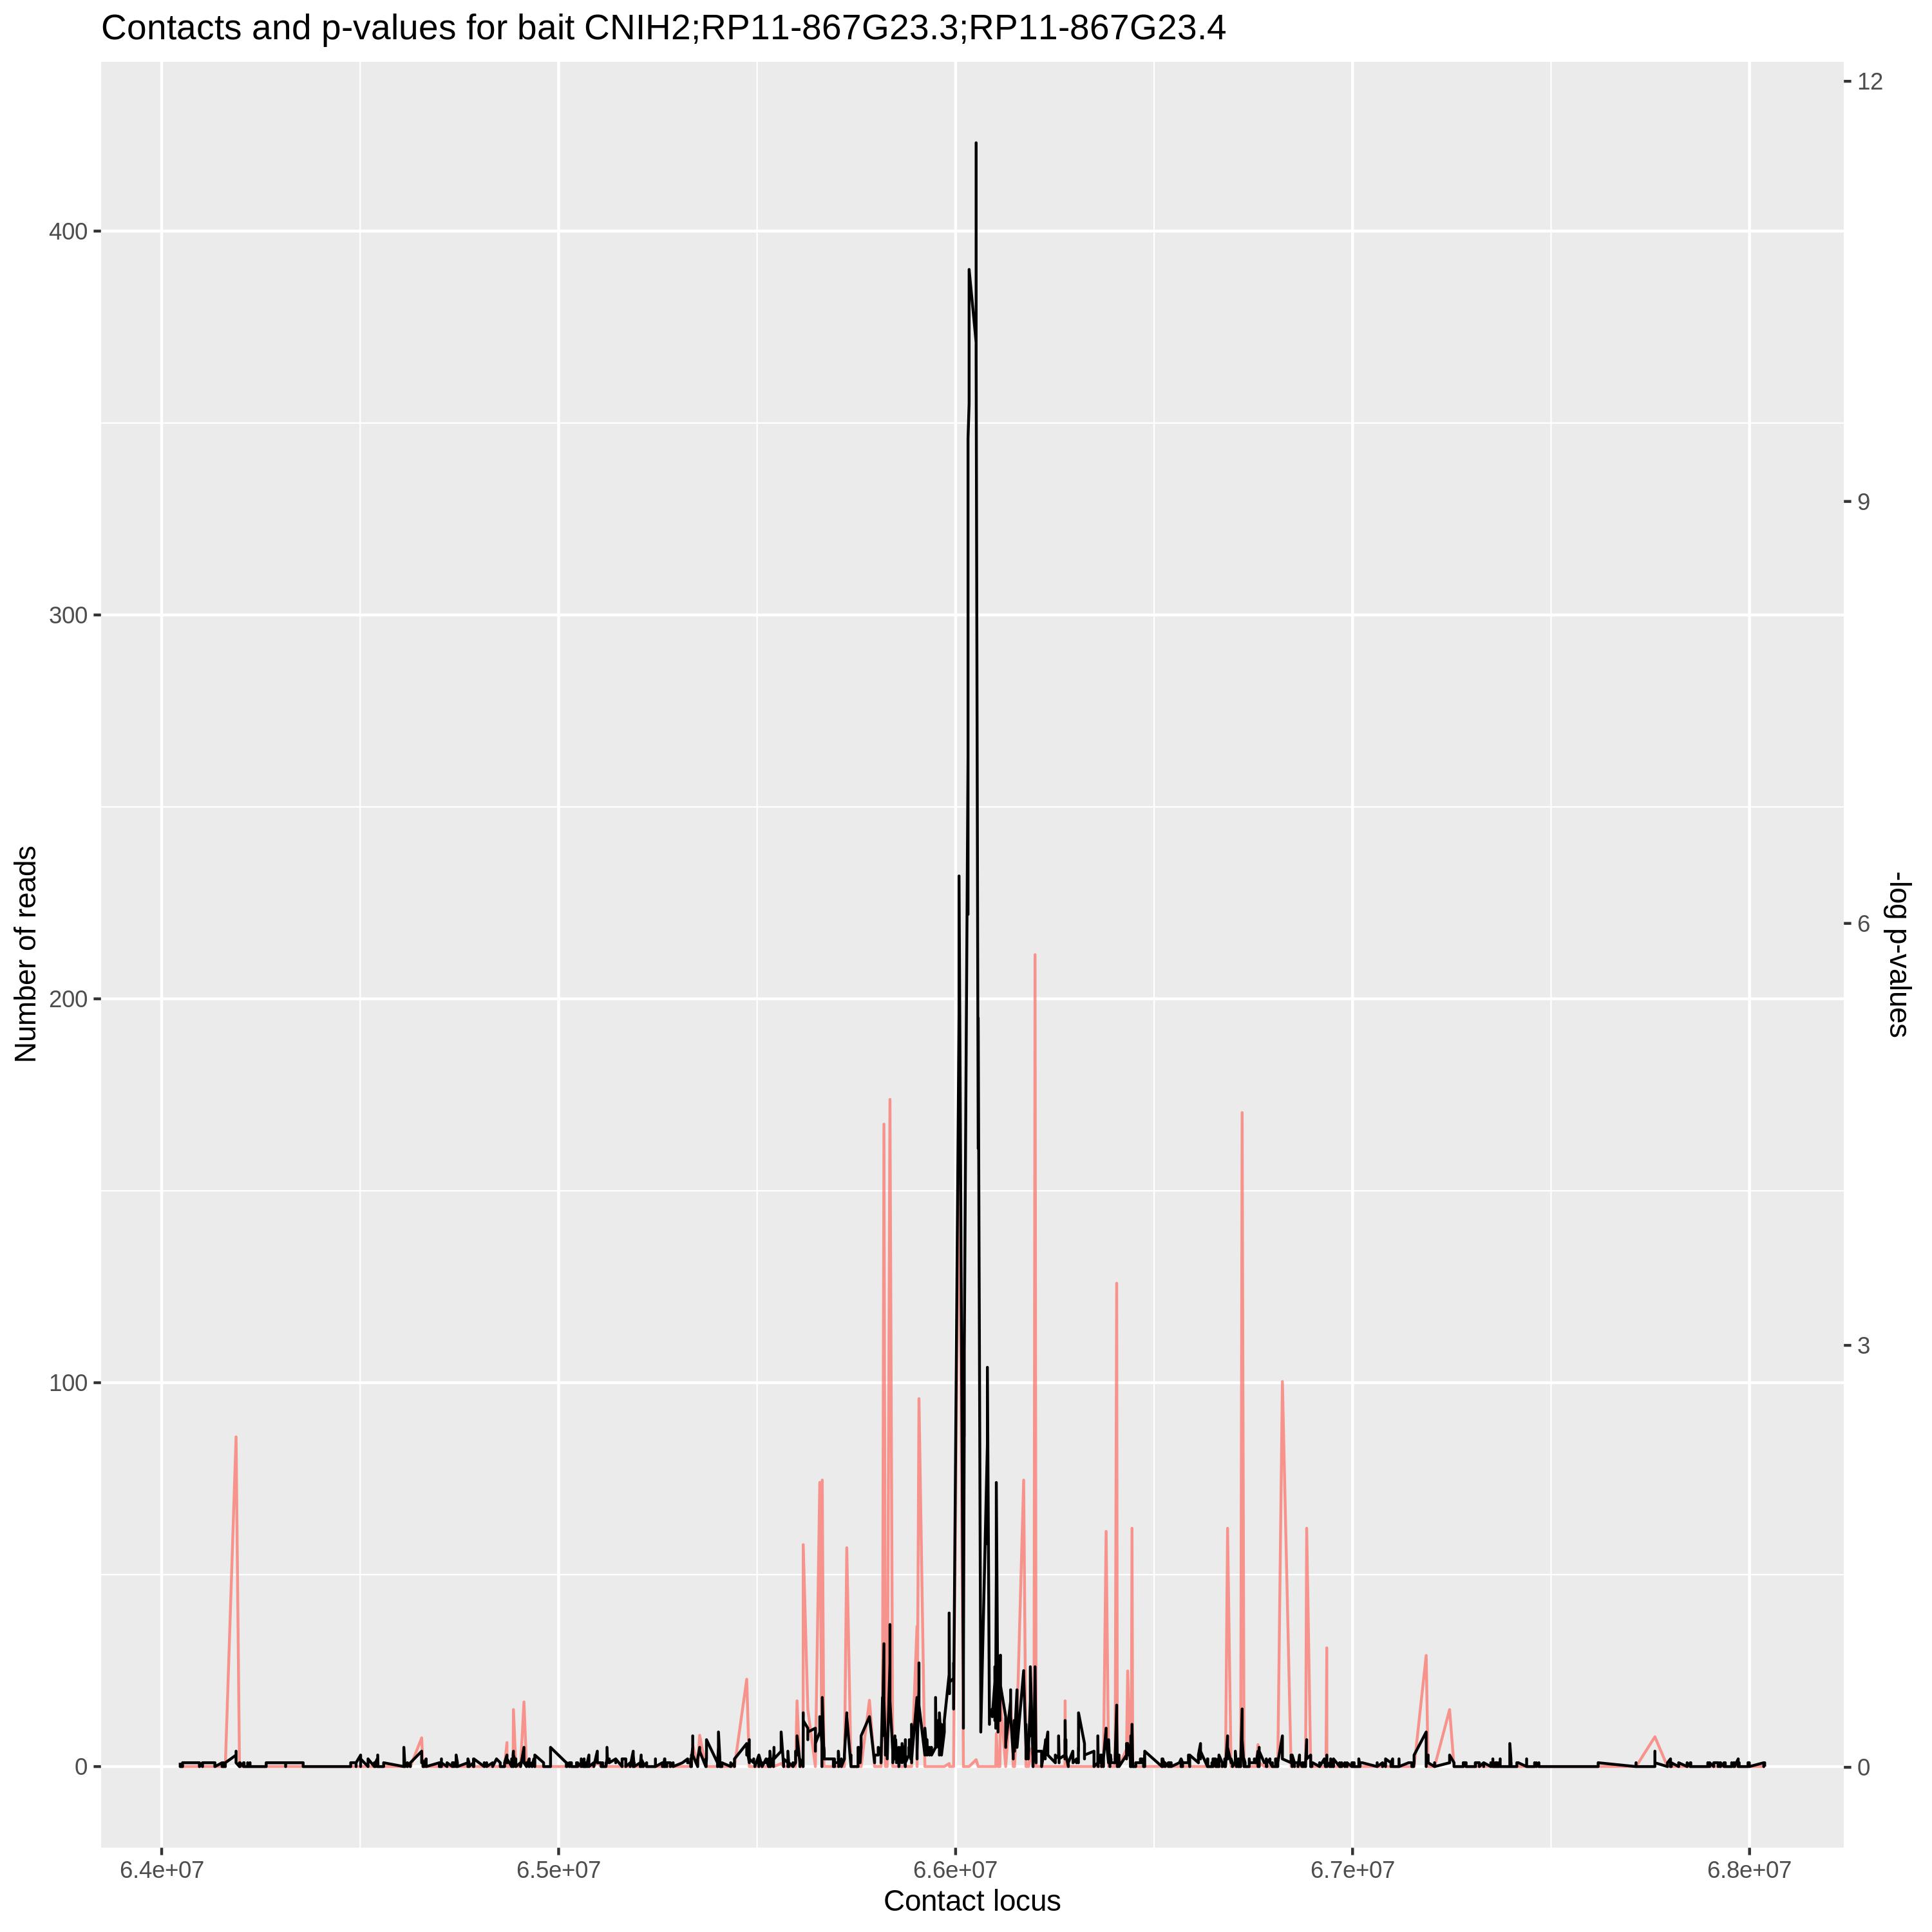 Contacts and p-values for bait CNIH2;RP11-867G23.3;RP11-867G23.4
12
400
9
300
Number of reads
-log p-values
6
200
3
100
0
0
6.4e+07
6.5e+07
6.6e+07
6.7e+07
6.8e+07
Contact locus